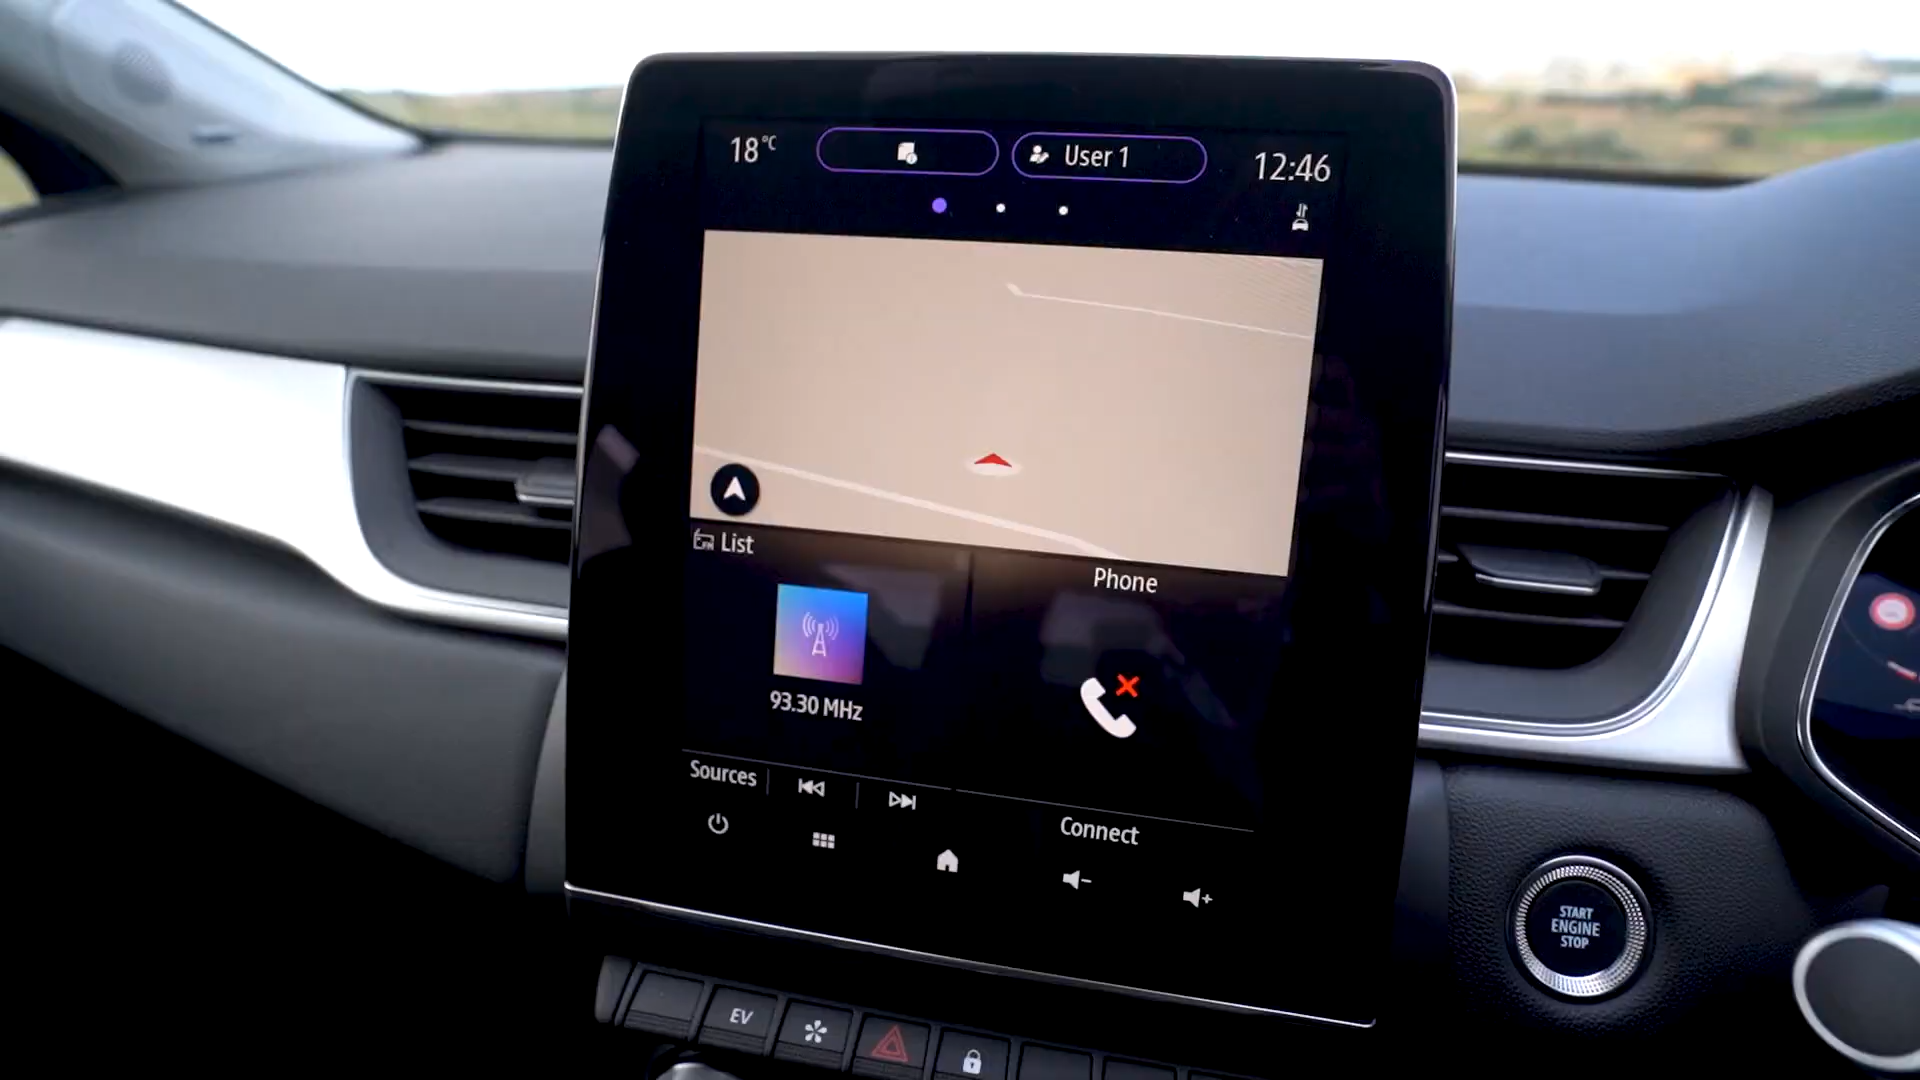 18°C
User 1
12:46
List
Phone
93.30 MHz
Sources
Connect
START
ENGINE
STOP
EV